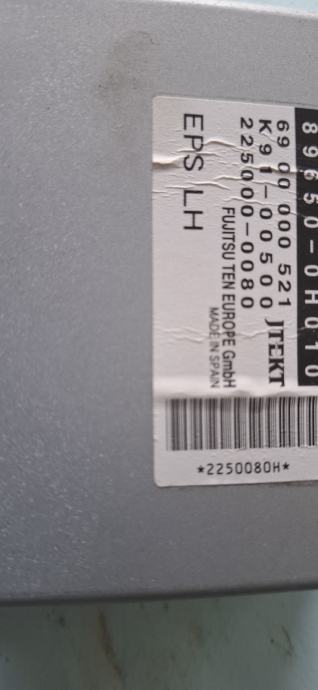 89650-0H010
69 00 000 521
K91-00500 JTEKT
225000-0080
FUJITSU TEN EUROPE GmbH
MADE IN SPAIN
EPS LH
*2250080H*